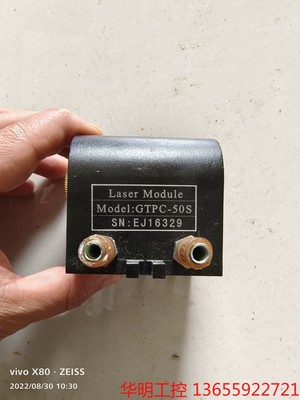 Laser Module
Model:GTPC-50S
SN:EJ16329
vivo X80 · ZEISS
2022/08/30 10:30
华明工控 13655922721